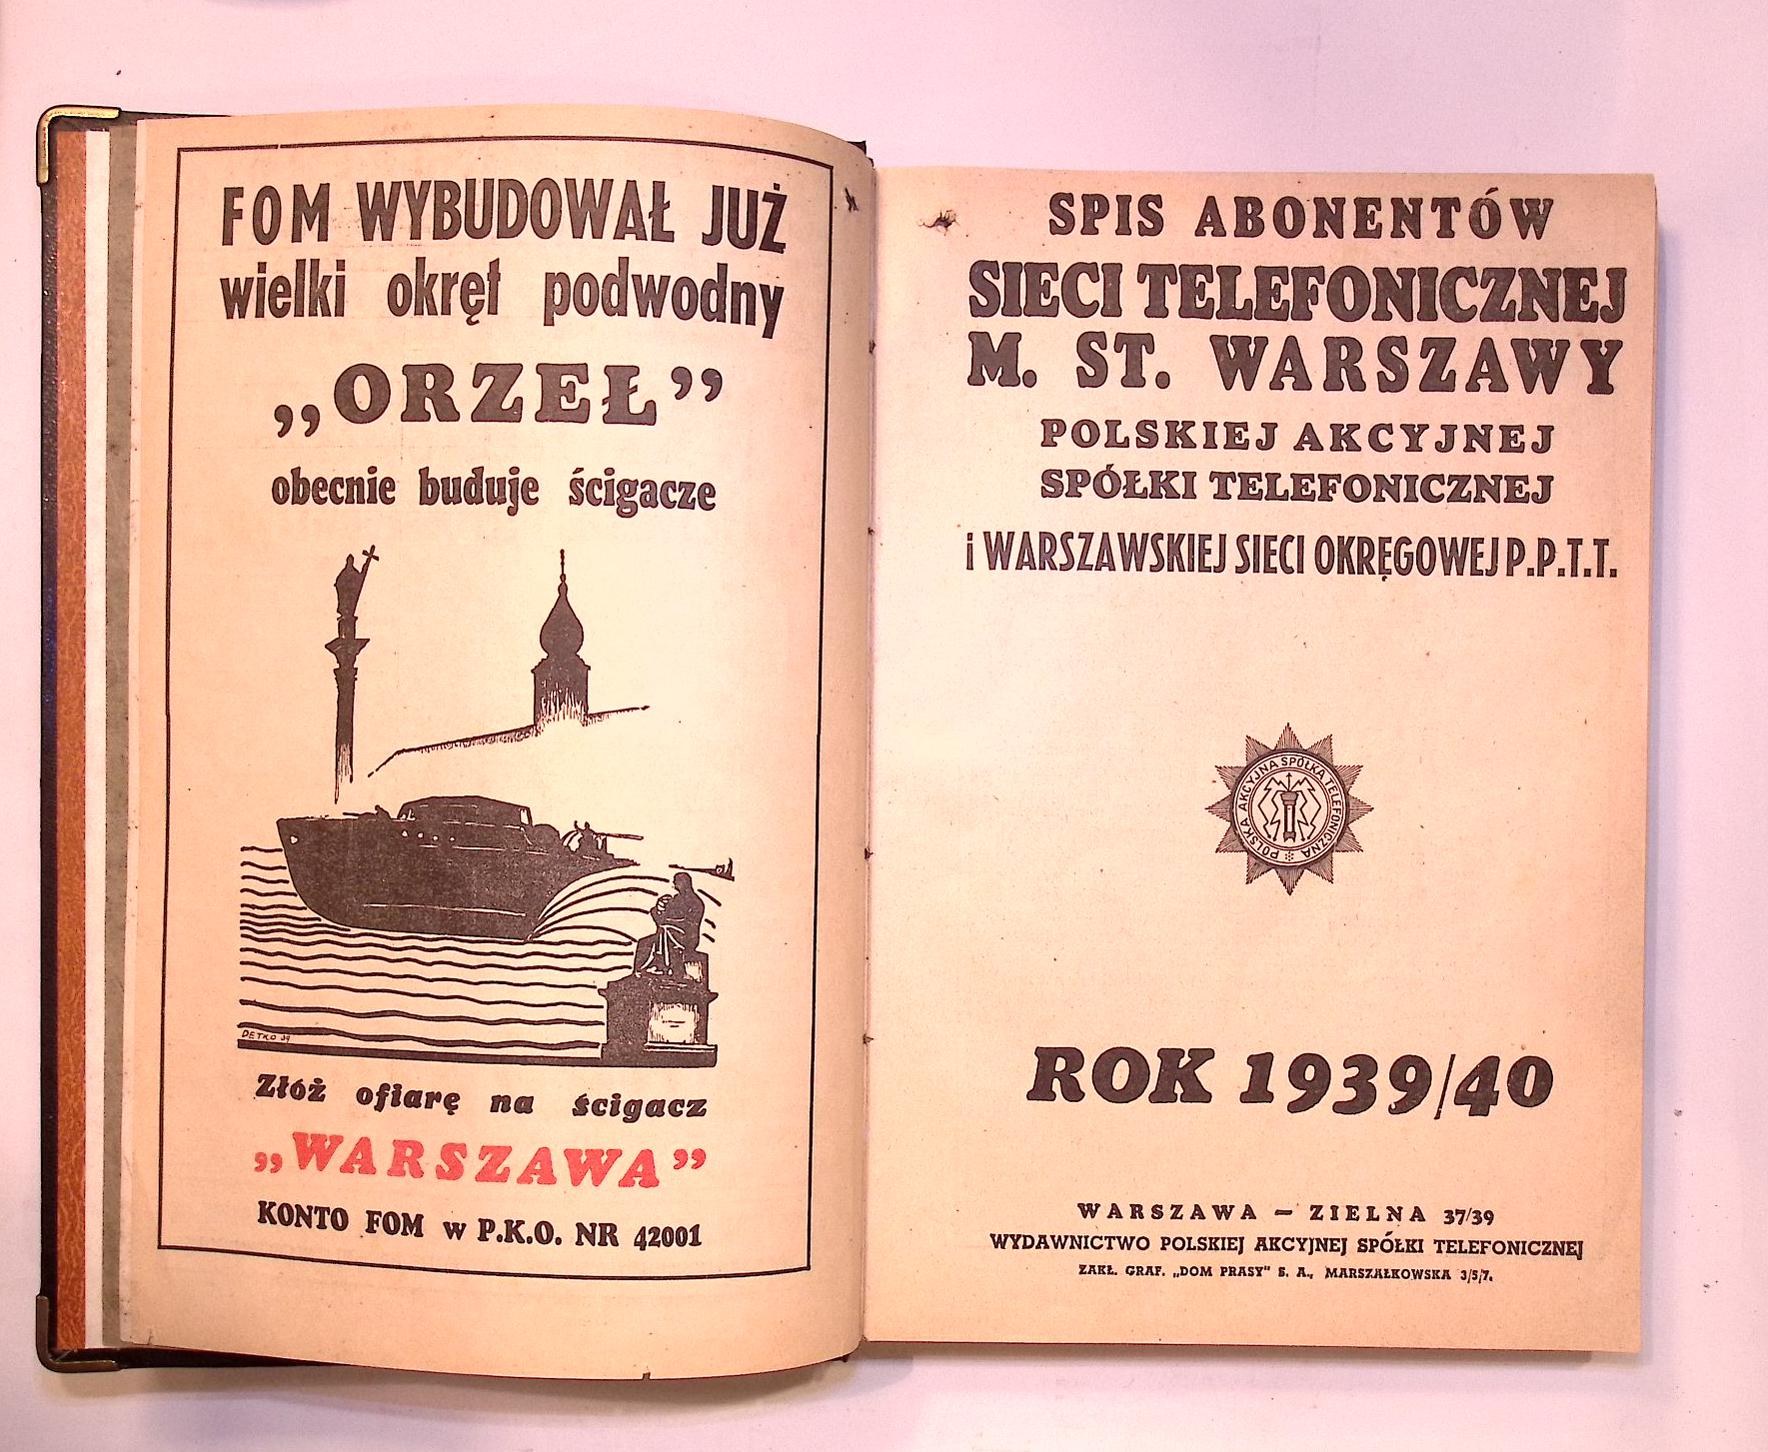 FOM WYBUDOWAŁ JUŻ
wielki okręt podwodny
„ORZEŁ”
obecnie buduje ścigacze
PETKO 39
Złóż ofiarę na ścigacz
„WARSZAWA”
KONTO FOM w P.K.O. NR 42001
SPIS ABONENTÓW
SIECI TELEFONICZNEJ
M. ST. WARSZAWY
POLSKIEJ AKCYJNEJ
SPÓŁKI TELEFONICZNEJ
i WARSZAWSKIEJ SIECI OKRĘGOWEJ P.P.T.T.
POLSKA AKCYJNA SPÓŁKA TELEFONICZNA
ROK 1939/40
WARSZAWA – ZIELNA 37/39
WYDAWNICTWO POLSKIEJ AKCYJNEJ SPÓŁKI TELEFONICZNEJ
ZAKŁ. GRAF. „DOM PRASY” S. A., MARSZAŁKOWSKA 3/5/7.